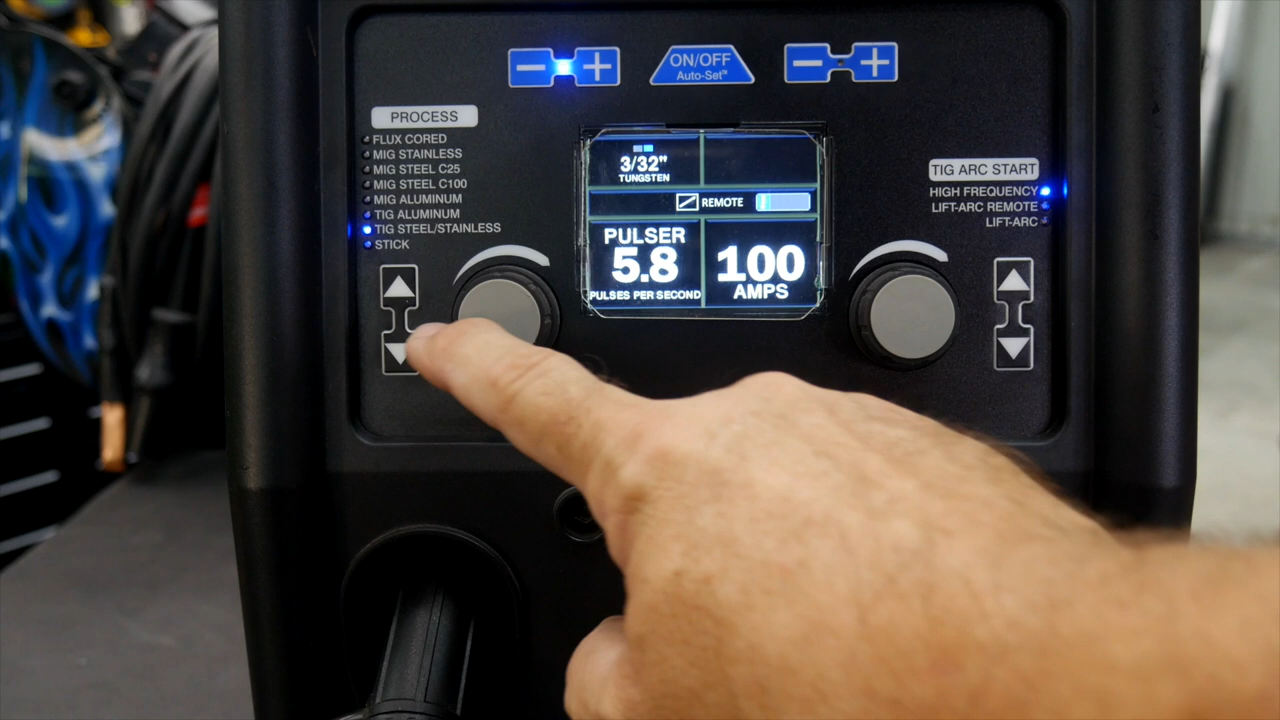 ON/OFF
Auto-Set™
PROCESS
FLUX CORED
MIG STAINLESS
MIG STEEL C25
MIG STEEL C100
MIG ALUMINUM
TIG ALUMINUM
TIG STEEL/STAINLESS
STICK
3/32"
TUNGSTEN
REMOTE
PULSER
5.8
PULSES PER SECOND
100
AMPS
TIG ARC START
HIGH FREQUENCY
LIFT-ARC REMOTE
LIFT-ARC